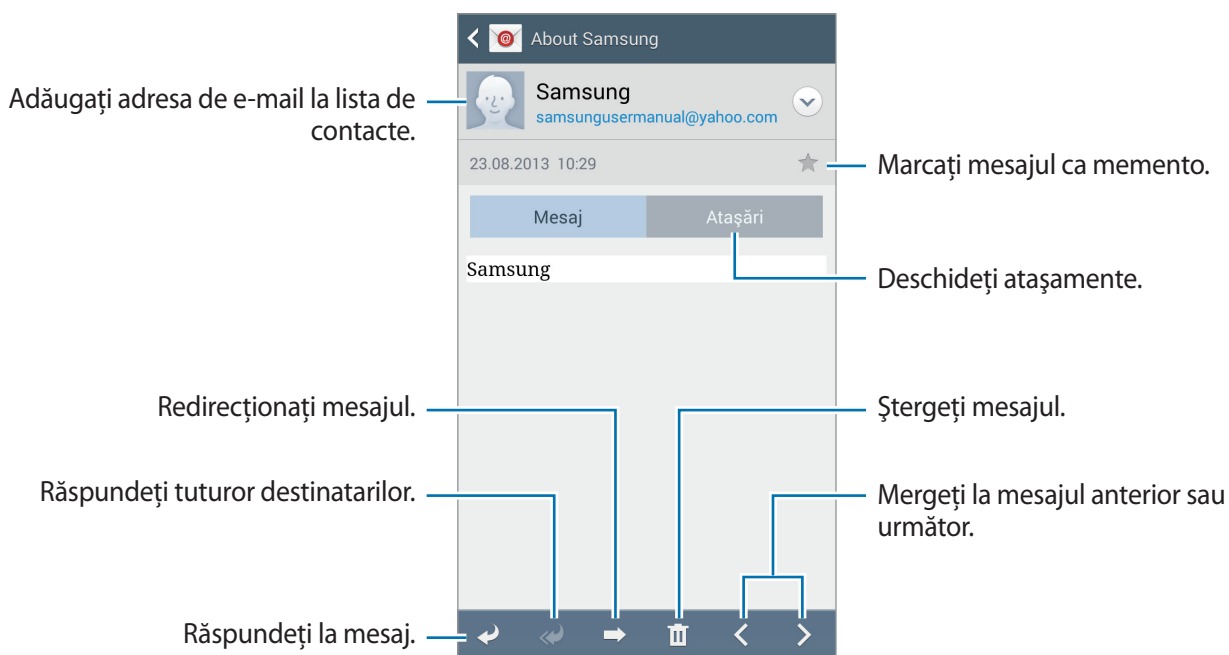 About Samsung
Adăugați adresa de e-mail la lista de
contacte.
Samsung
samsungusermanual@yahoo.com
23.08.2013 10:29
Marcați mesajul ca memento.
Mesaj
Ataşări
Deschideți ataşamente.
Samsung
Redirecționați mesajul.
Ştergeți mesajul.
Răspundeți tuturor destinatarilor.
Mergeți la mesajul anterior sau
următor.
Răspundeți la mesaj.